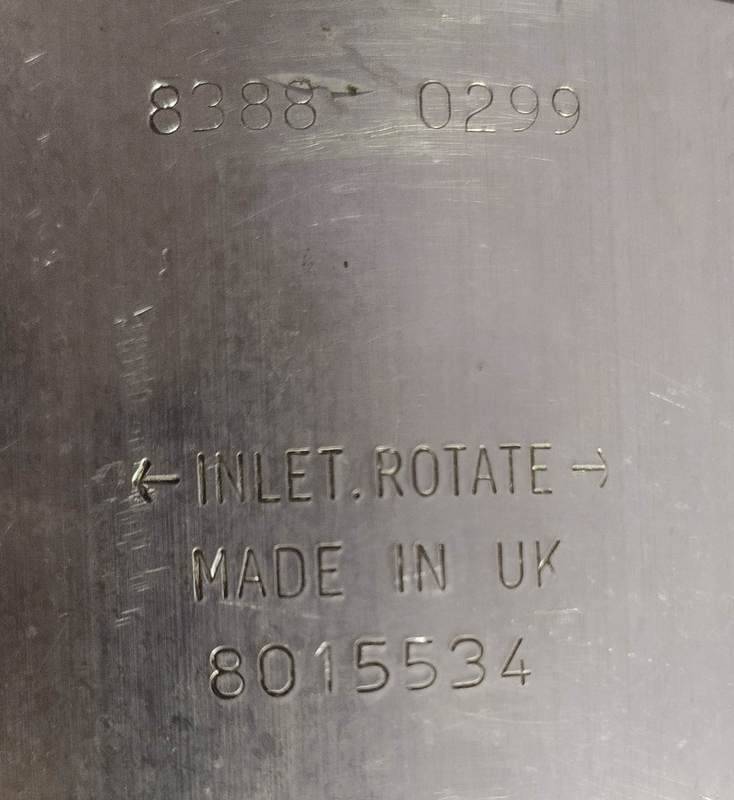 8388 0299
← INLET. ROTATE →
MADE IN UK
8015534